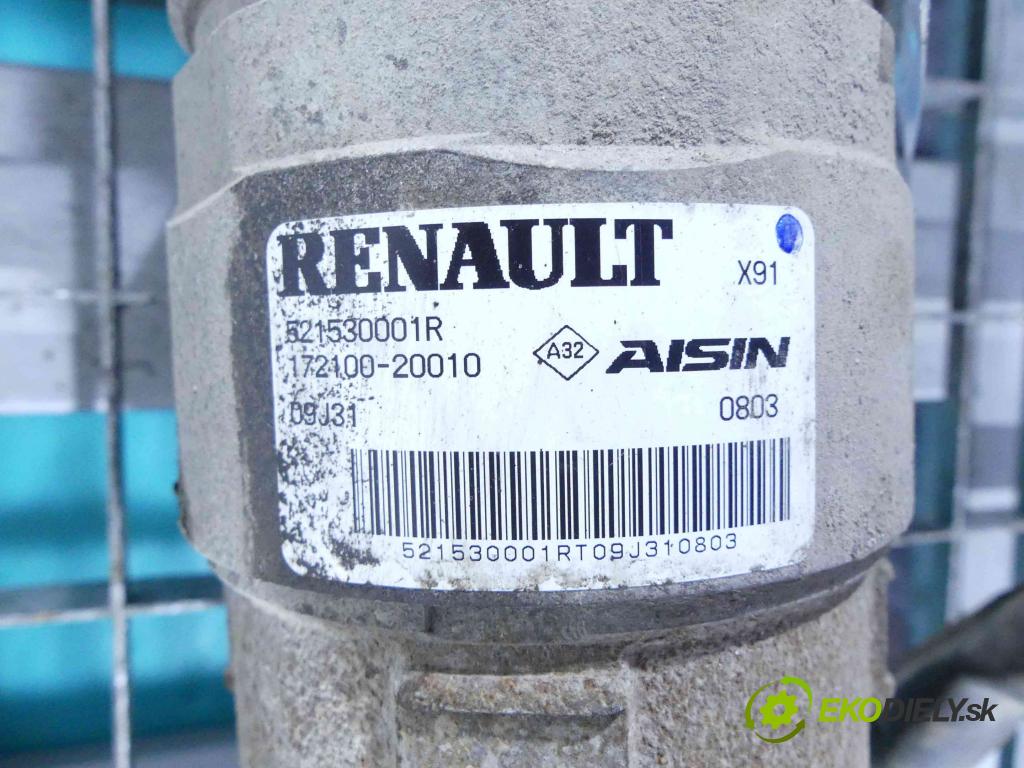 RENAULT
X91
521530001R
172100-20010
A32
AISIN
09J31
0803
521530001RT09J310803
EKODIELY.sk